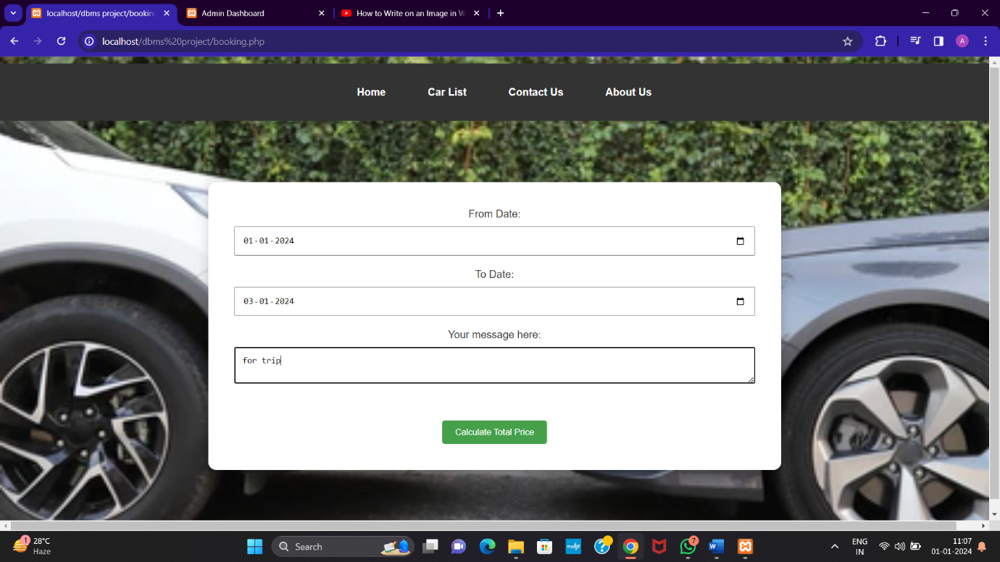 localhost/dbms project/bookin
Admin Dashboard
How to Write on an Image in W
localhost/dbms%20project/booking.php
A
Home
Car List
Contact Us
About Us
From Date:
01-01-2024
To Date:
03-01-2024
Your message here:
for trip
Calculate Total Price
1
28°C
Haze
Search
myhp
7
W
ENG
IN
11:07
01-01-2024